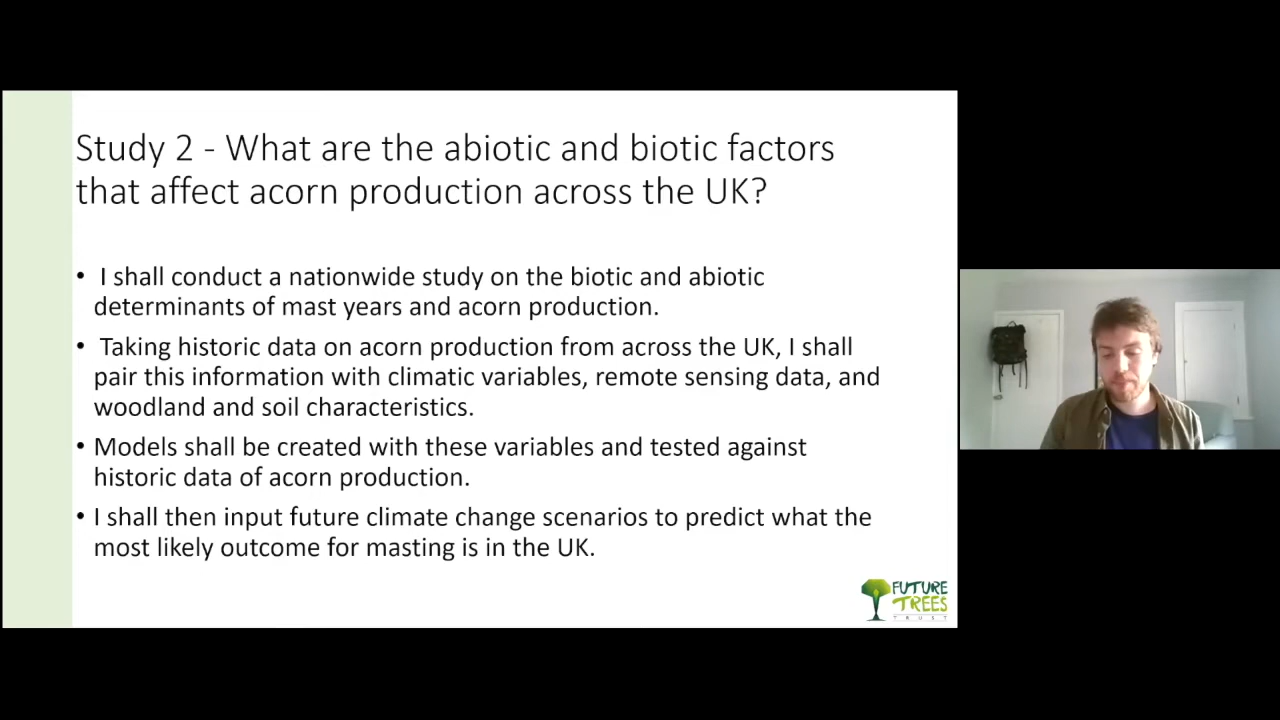 Study 2 - What are the abiotic and biotic factors
that affect acorn production across the UK?
• I shall conduct a nationwide study on the biotic and abiotic
determinants of mast years and acorn production.
• Taking historic data on acorn production from across the UK, I shall
pair this information with climatic variables, remote sensing data, and
woodland and soil characteristics.
• Models shall be created with these variables and tested against
historic data of acorn production.
• I shall then input future climate change scenarios to predict what the
most likely outcome for masting is in the UK.
FUTURE
TREES
TRUST